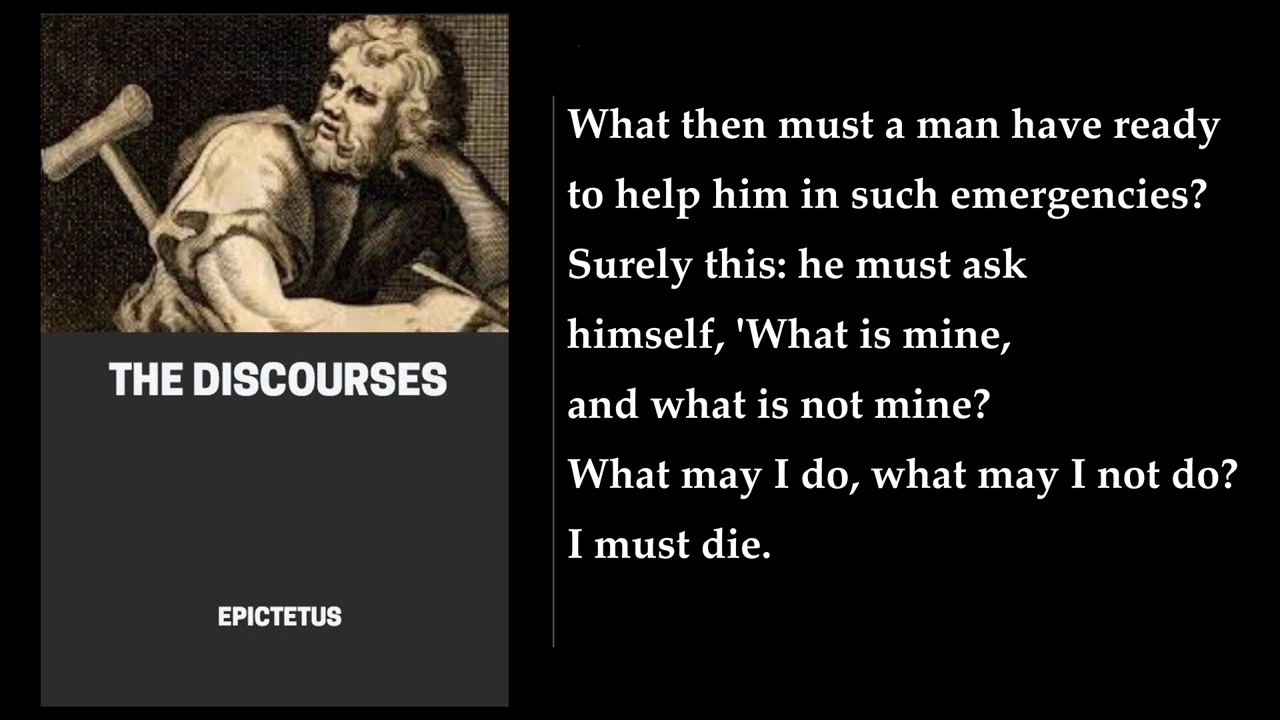 THE DISCOURSES
EPICTETUS
What then must a man have ready
to help him in such emergencies?
Surely this: he must ask
himself, 'What is mine,
and what is not mine?
What may I do, what may I not do?
I must die.